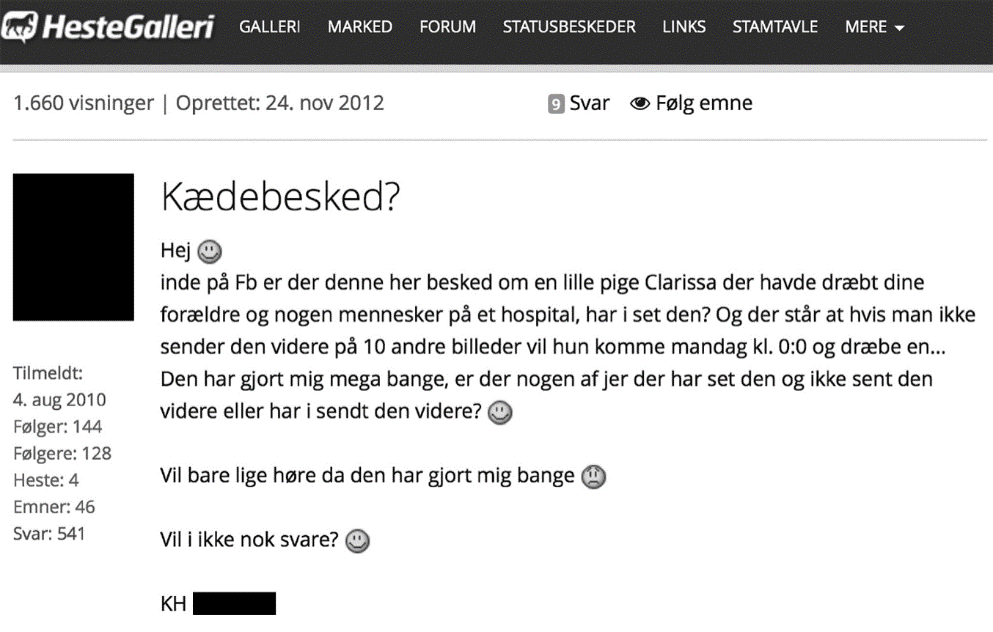 HesteGalleri GALLERI MARKED FORUM STATUSBESKEDER LINKS STAMTAVLE MERE
1.660 visninger | Oprettet: 24. nov 2012 9 Svar Følg emne
Kædebesked?
Hej
inde på Fb er der denne her besked om en lille pige Clarissa der havde dræbt dine
forældre og nogen mennesker på et hospital, har i set den? Og der står at hvis man ikke
sender den videre på 10 andre billeder vil hun komme mandag kl. 0:0 og dræbe en...
Den har gjort mig mega bange, er der nogen af jer der har set den og ikke sent den
videre eller har i sendt den videre?
Vil bare lige høre da den har gjort mig bange
Vil i ikke nok svare?
KH
Tilmeldt:
4. aug 2010
Følger: 144
Følgere: 128
Heste: 4
Emner: 46
Svar: 541